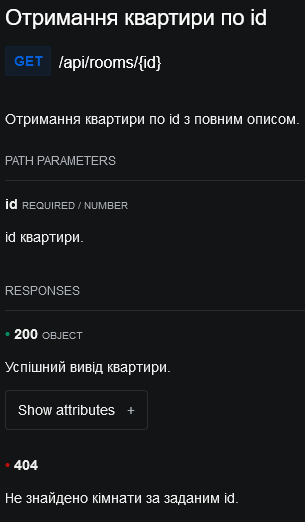 Отримання квартири по id
GET /api/rooms/{id}
Отримання квартири по id з повним описом.
PATH PARAMETERS
id REQUIRED / NUMBER
id квартири.
RESPONSES
• 200 OBJECT
Успішний вивід квартири.
Show attributes +
• 404
Не знайдено кімнати за заданим id.